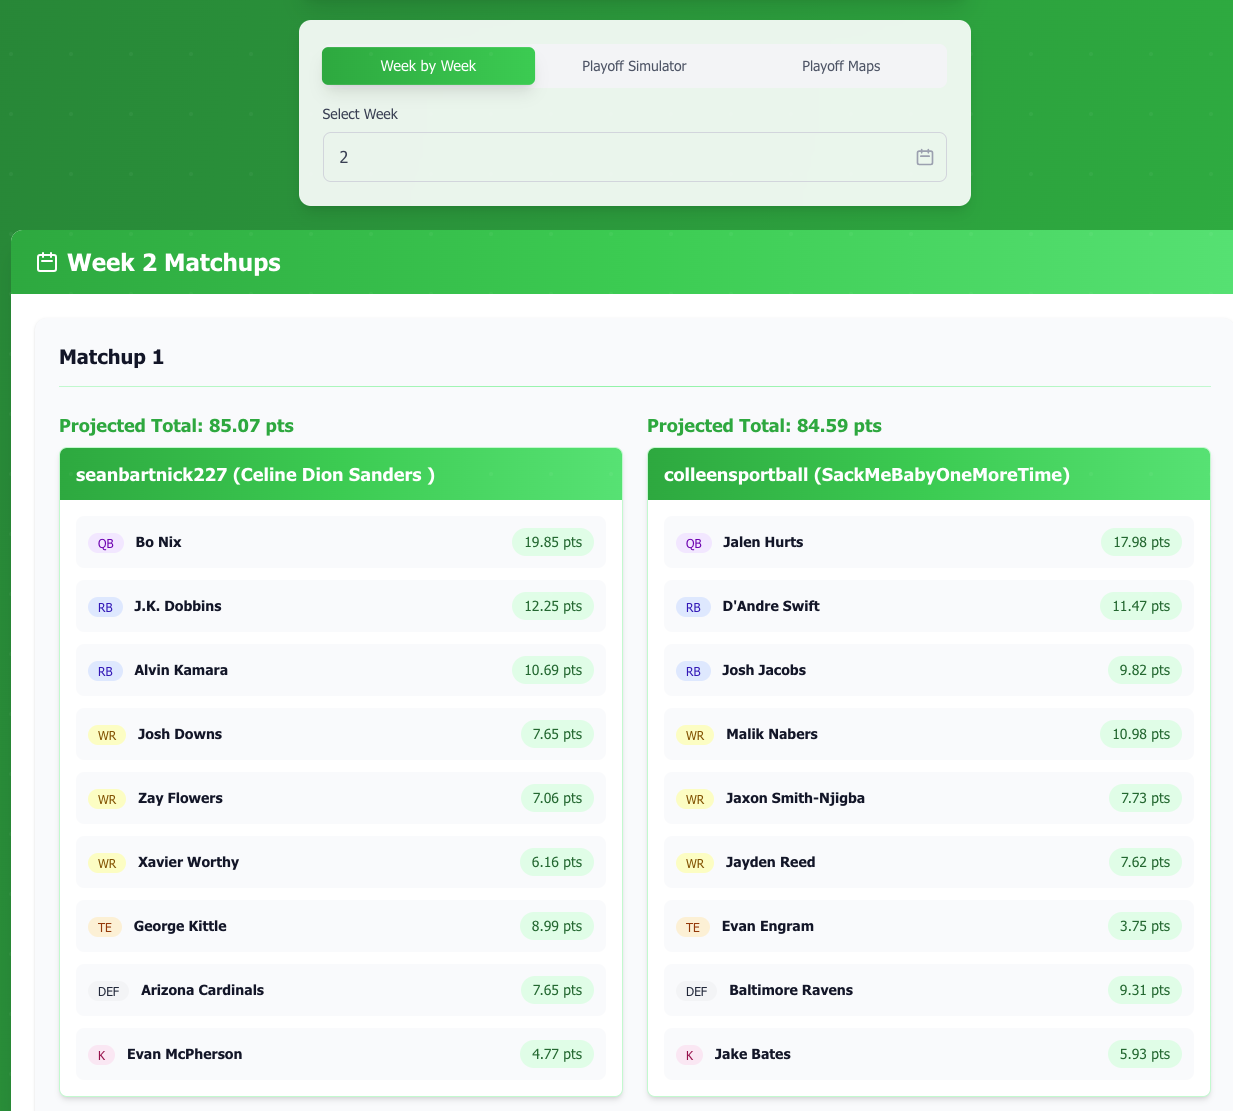 Week by Week Playoff Simulator Playoff Maps
Select Week
2
Week 2 Matchups
Matchup 1
Projected Total: 85.07 pts
seanbartnick227 (Celine Dion Sanders )
QB Bo Nix 19.85 pts
RB J.K. Dobbins 12.25 pts
RB Alvin Kamara 10.69 pts
WR Josh Downs 7.65 pts
WR Zay Flowers 7.06 pts
WR Xavier Worthy 6.16 pts
TE George Kittle 8.99 pts
DEF Arizona Cardinals 7.65 pts
K Evan McPherson 4.77 pts
Projected Total: 84.59 pts
colleensportball (SackMeBabyOneMoreTime)
QB Jalen Hurts 17.98 pts
RB D'Andre Swift 11.47 pts
RB Josh Jacobs 9.82 pts
WR Malik Nabers 10.98 pts
WR Jaxon Smith-Njigba 7.73 pts
WR Jayden Reed 7.62 pts
TE Evan Engram 3.75 pts
DEF Baltimore Ravens 9.31 pts
K Jake Bates 5.93 pts